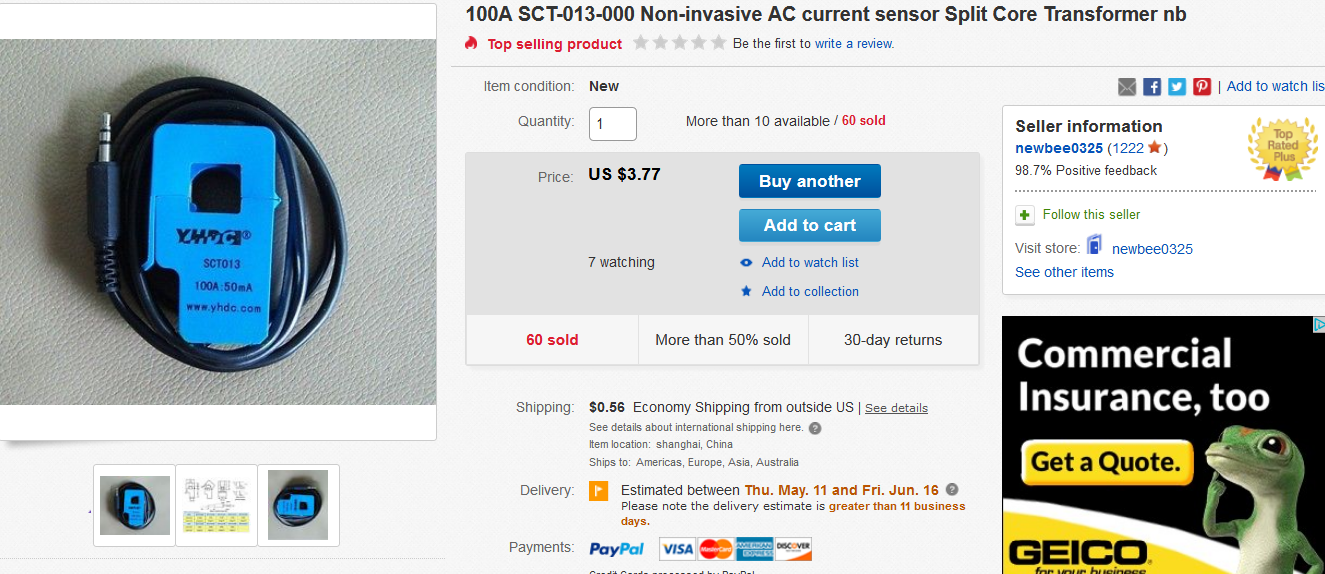 100A SCT-013-000 Non-invasive AC current sensor Split Core Transformer nb
Top selling product
Be the first to write a review.
Item condition: New
Quantity: 1 More than 10 available / 60 sold
Price: US $3.77
Buy another
Add to cart
7 watching
Add to watch list
Add to collection
60 sold
More than 50% sold
30-day returns
Shipping: $0.56 Economy Shipping from outside US | See details
See details about international shipping here. ?
Item location: shanghai, China
Ships to: Americas, Europe, Asia, Australia
Delivery: Estimated between Thu. May. 11 and Fri. Jun. 16 ?
Please note the delivery estimate is greater than 11 business
days.
Payments: PayPal VISA MasterCard AMERICAN EXPRESS DISCOVER
Credit Cards processed by PayPal
YHDC®
SCT013
100A:50mA
www.yhdc.com
| Add to watch lis
Seller information
newbee0325 (1222 )
98.7% Positive feedback
Top
Rated
Plus
Follow this seller
Visit store: newbee0325
See other items
Commercial
Insurance, too
Get a Quote.
GEICO
for your business